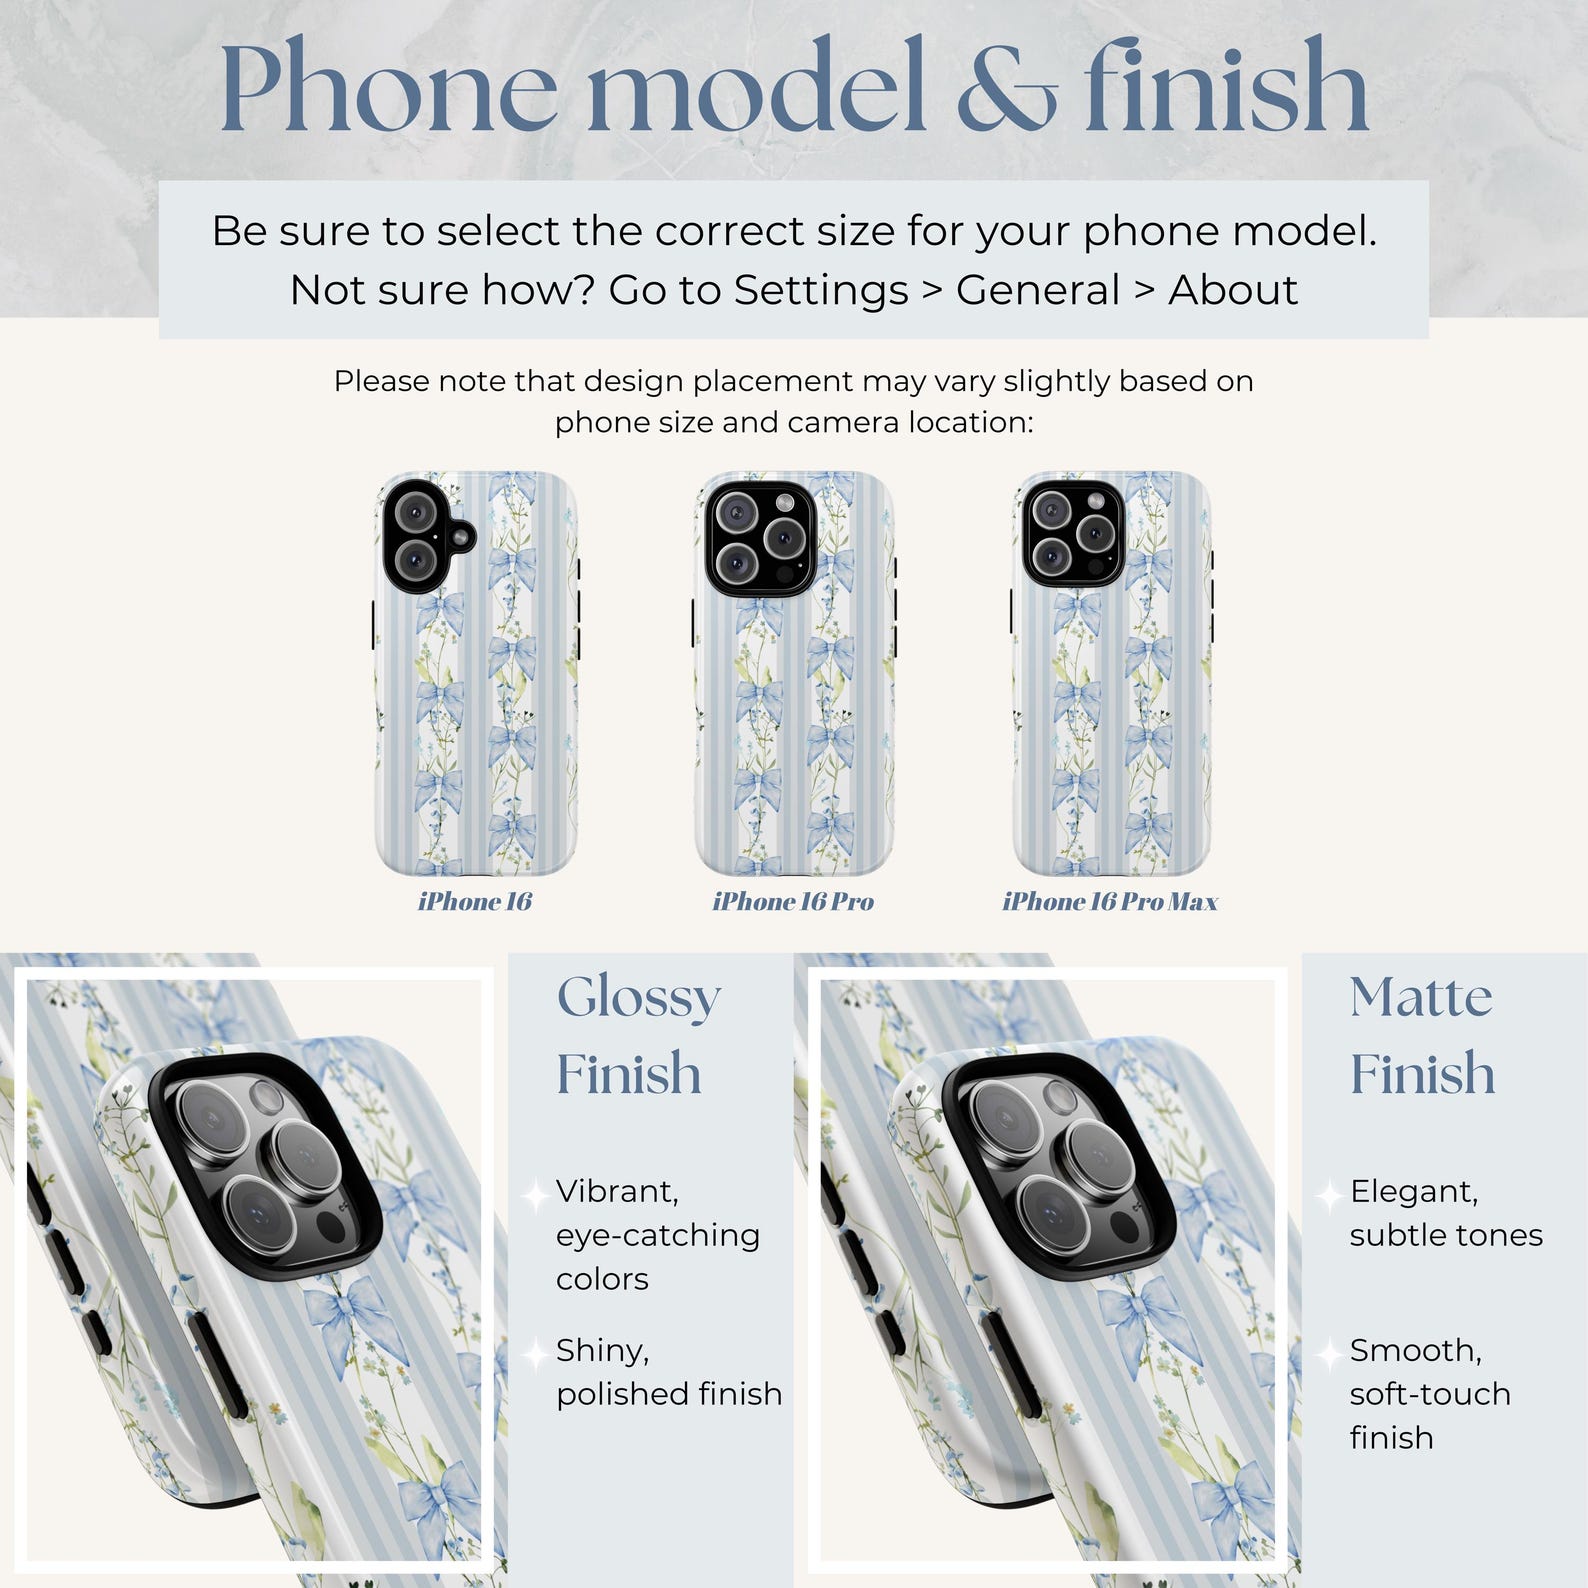 Phone model & finish
Be sure to select the correct size for your phone model.
Not sure how? Go to Settings > General > About
Please note that design placement may vary slightly based on
phone size and camera location:
iPhone 16
iPhone 16 Pro
iPhone 16 Pro Max
Glossy
Finish
Vibrant,
eye-catching
colors
Shiny,
polished finish
Matte
Finish
Elegant,
subtle tones
Smooth,
soft-touch
finish